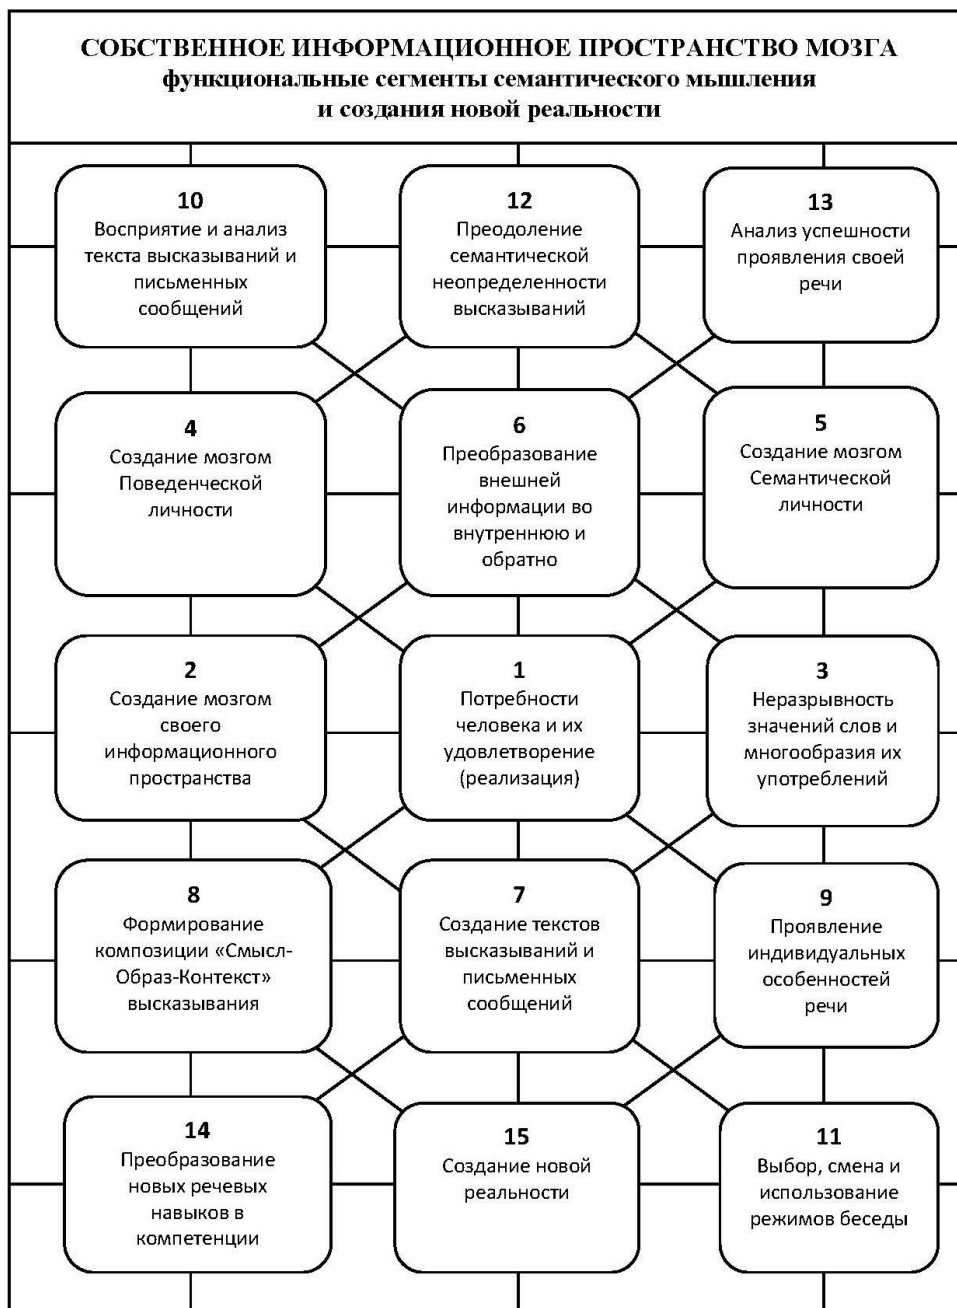 СОБСТВЕННОЕ ИНФОРМАЦИОННОЕ ПРОСТРАНСТВО МОЗГА
функциональные сегменты семантического мышления
и создания новой реальности
10
Восприятие и анализ
текста высказываний и
письменных
сообщений
12
Преодоление
семантической
неопределенности
высказываний
13
Анализ успешности
проявления своей
речи
4
Создание мозгом
Поведенческой
личности
6
Преобразование
внешней
информации во
внутреннюю и
обратно
5
Создание мозгом
Семантической
личности
2
Создание мозгом
своего
информационного
пространства
1
Потребности
человека и их
удовлетворение
(реализация)
3
Неразрывность
значений слов и
многообразия их
употреблений
8
Формирование
композиции «Смысл-
Образ-Контекст»
высказывания
7
Создание текстов
высказываний и
письменных
сообщений
9
Проявление
индивидуальных
особенностей
речи
14
Преобразование
новых речевых
навыков в
компетенции
15
Создание новой
реальности
11
Выбор, смена и
использование
режимов беседы